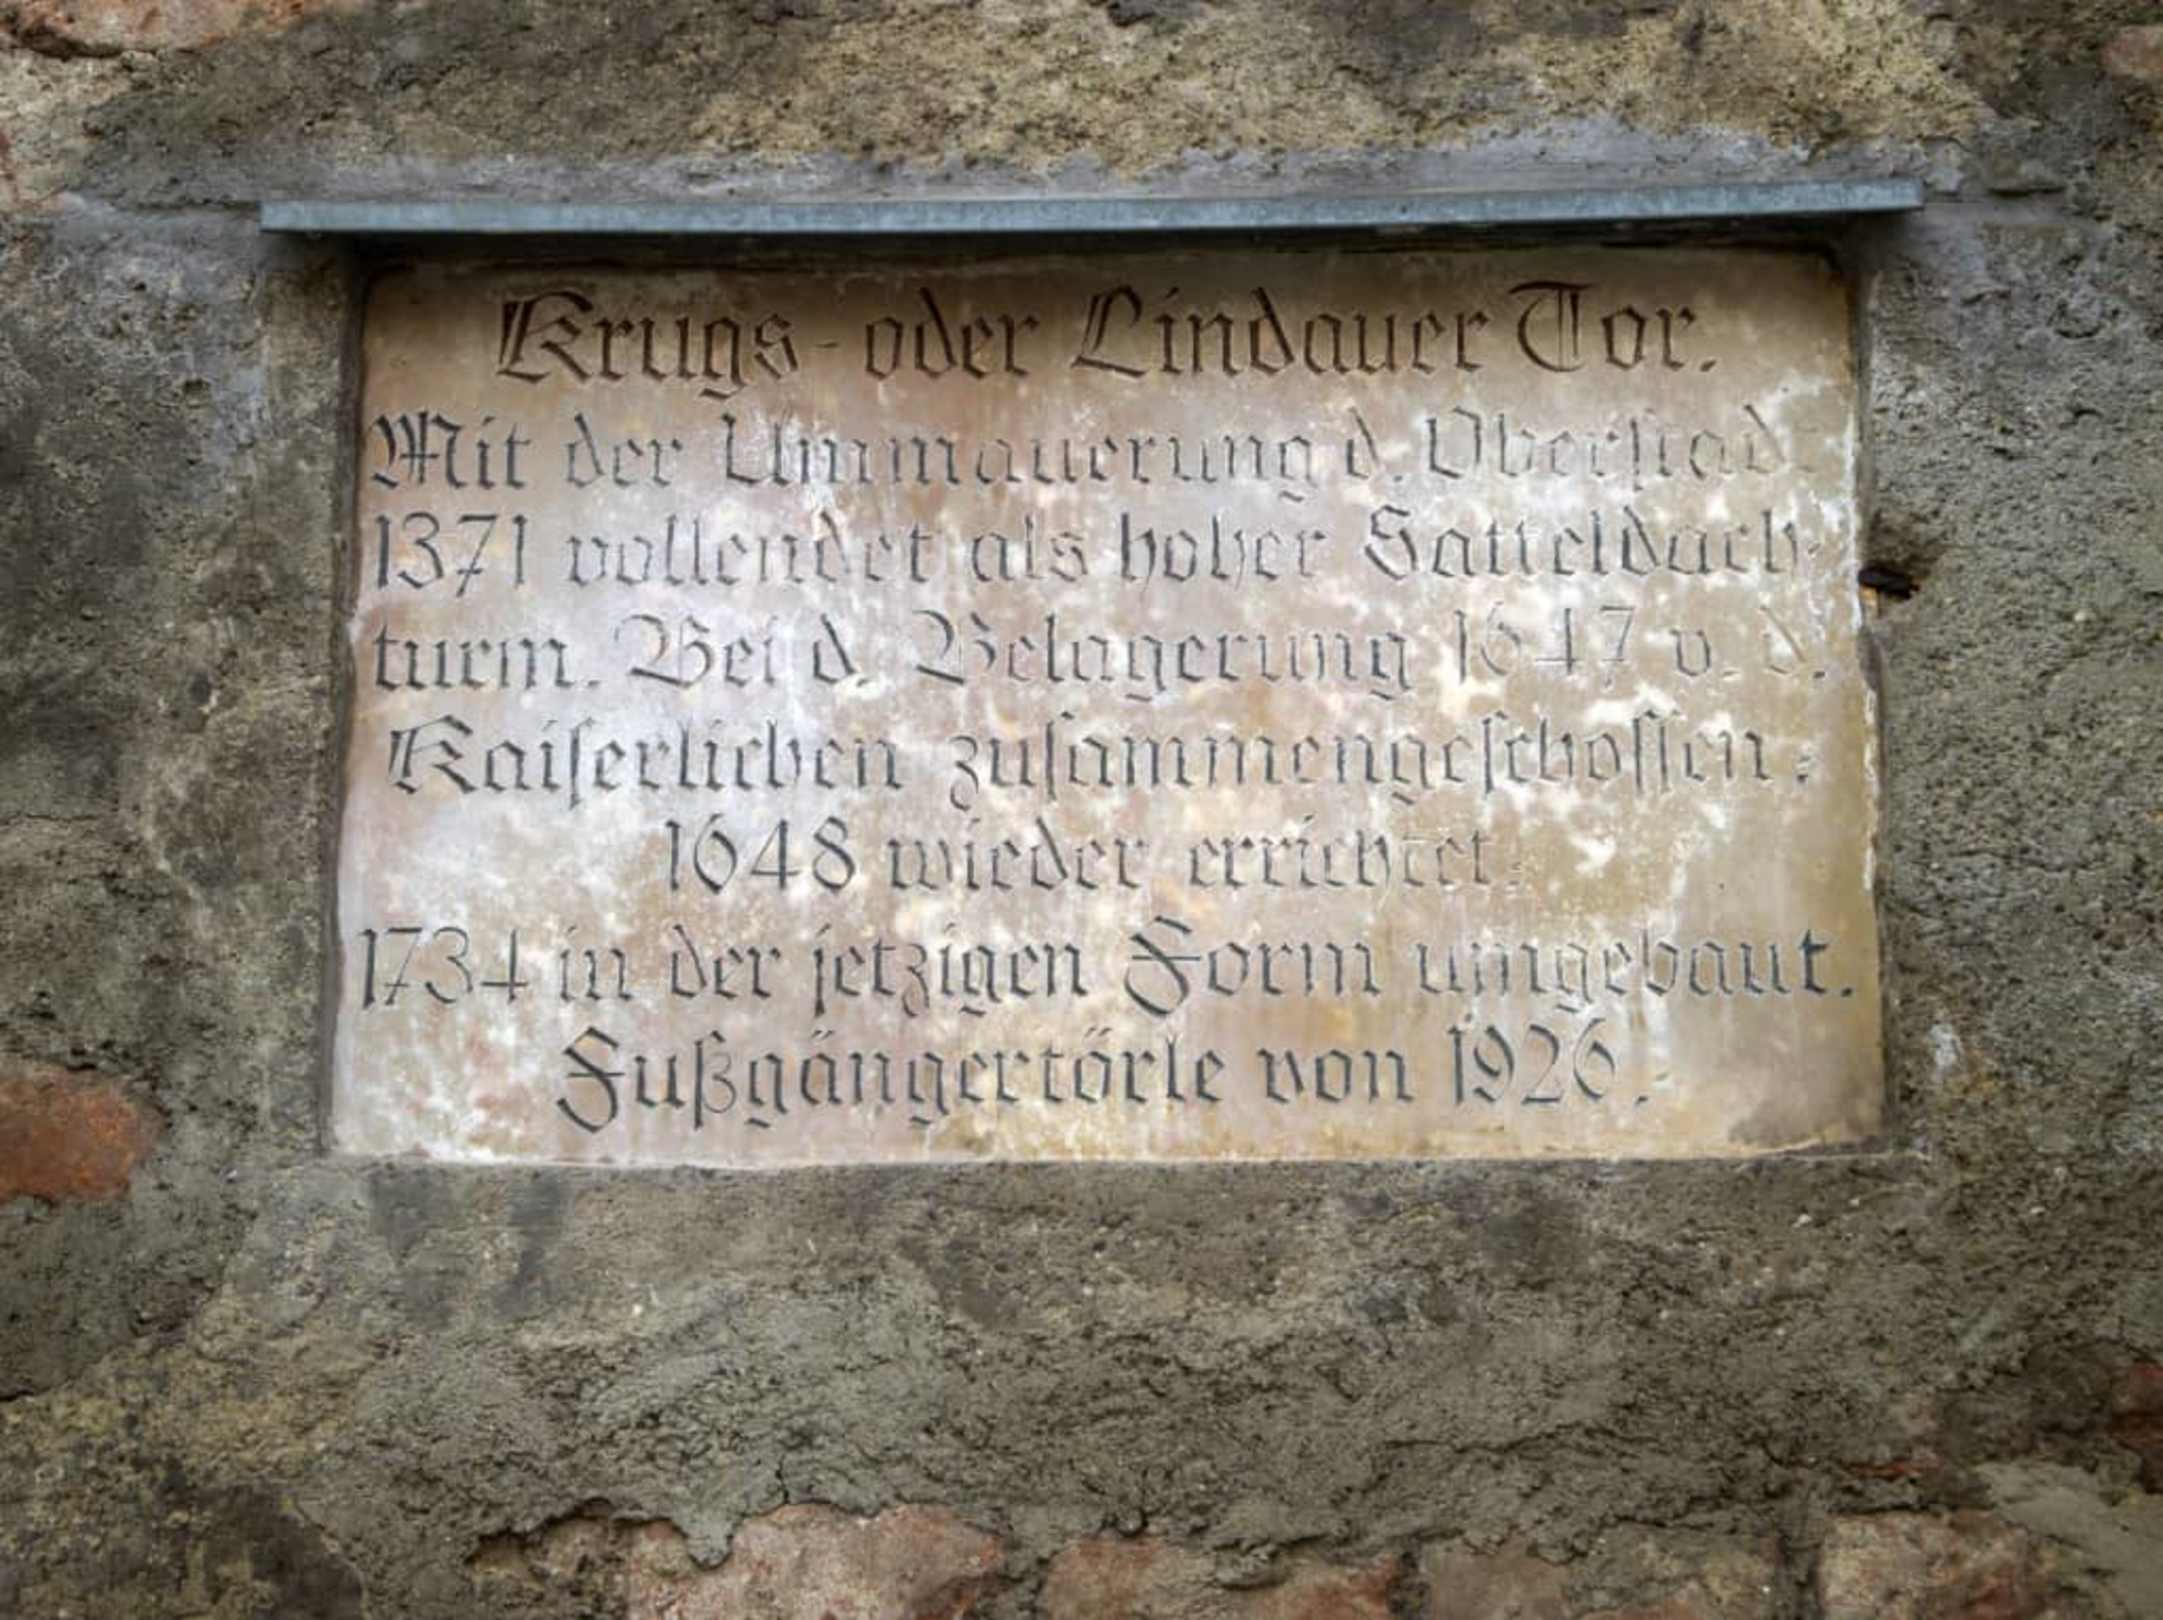 Krugs- oder Lindauer Tor.
Mit der Ummauerung d. Oberstadt
1371 vollendet als hoher Satteldach-
turm. Bei d. Belagerung 1647 v. d.
Kaiserlichen zusammengeschossen.
1648 wieder errichtet.
1734 in der jetzigen Form umgebaut.
Fußgängertörle von 1926.